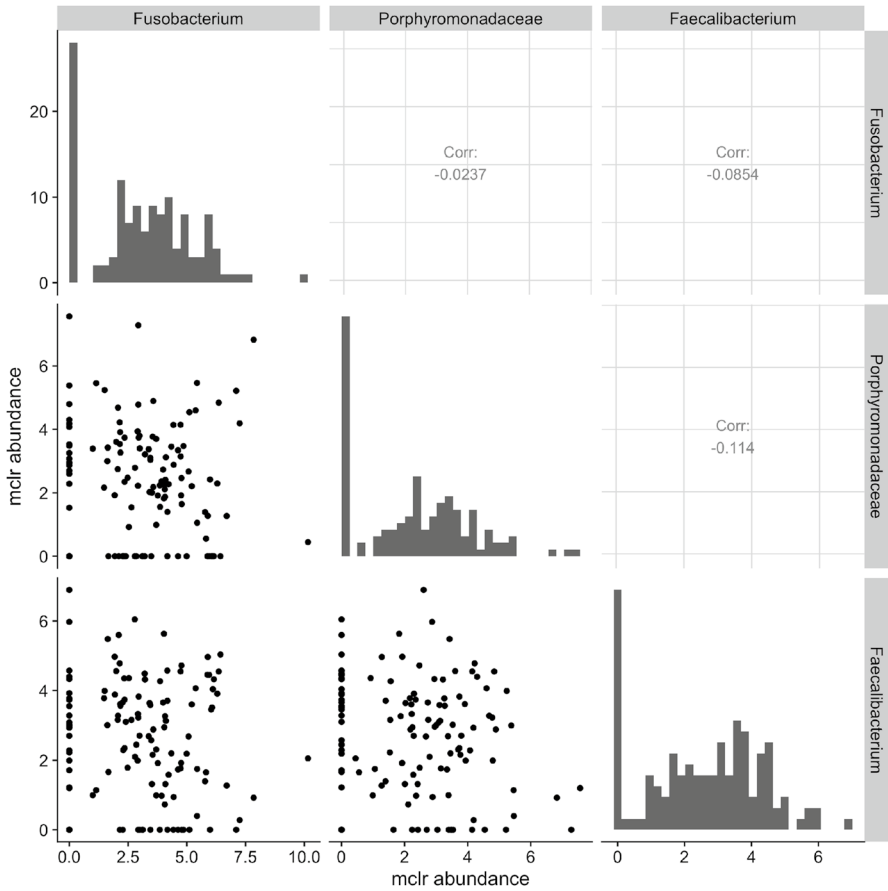 Fusobacterium Porphyromonadaceae Faecalibacterium
20
10
0
Corr:
-0.0237
Corr:
-0.0854
Fusobacterium
mclr abundance
6
4
2
0
Corr:
-0.114
Porphyromonadaceae
6
4
2
0
Faecalibacterium
0.0 2.5 5.0 7.5 10.0 0 2 4 6 0 2 4 6
mclr abundance